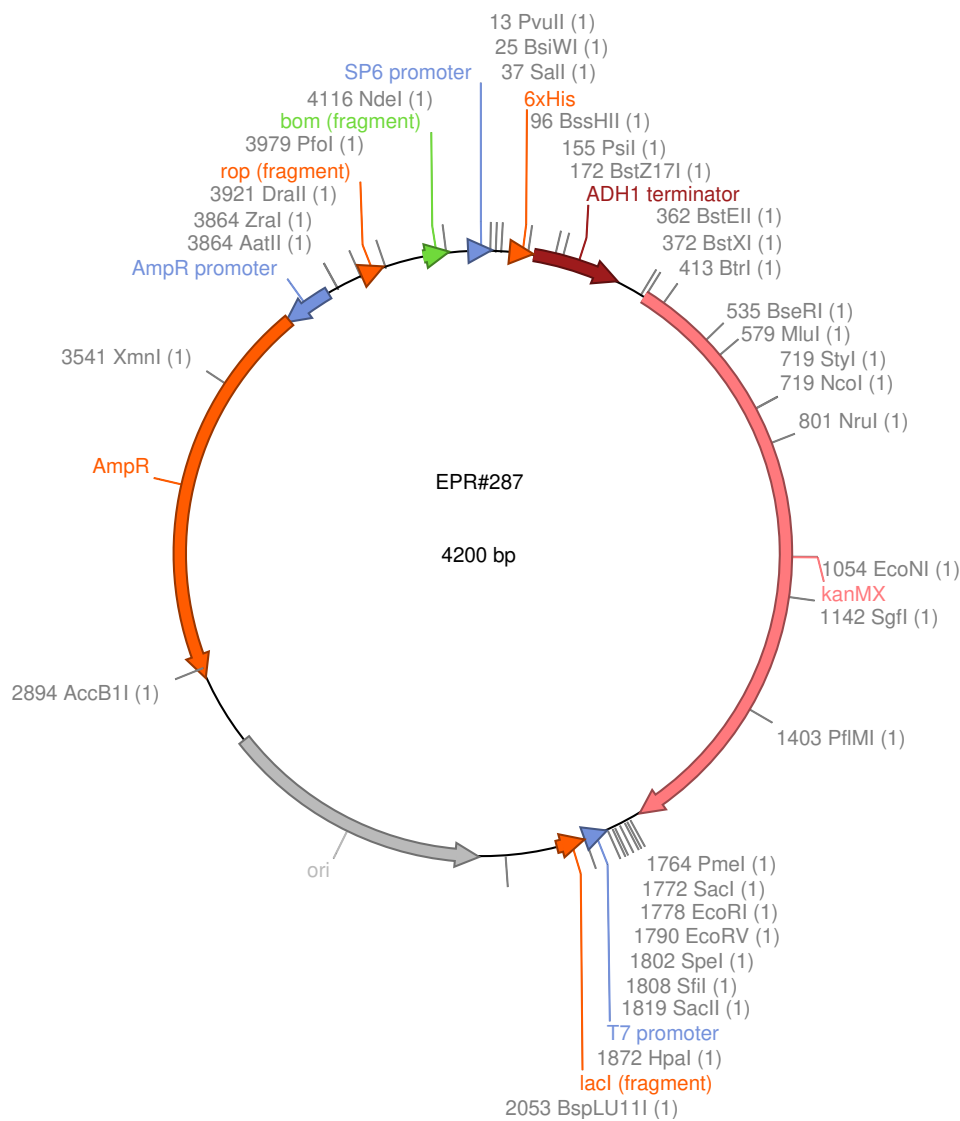 13 PvuII (1)
25 BsiWI (1)
SP6 promoter
37 SalI (1)
4116 NdeI (1)
6xHis
bom (fragment)
96 BssHII (1)
3979 PfoI (1)
155 PsiI (1)
rop (fragment)
172 BstZ17I (1)
3921 DraII (1)
ADH1 terminator
3864 ZraI (1)
362 BstEII (1)
3864 AatII (1)
372 BstXI (1)
AmpR promoter
413 BtrI (1)
535 BseRI (1)
579 MluI (1)
3541 XmnI (1)
719 StyI (1)
719 NcoI (1)
801 NruI (1)
AmpR
EPR#287
4200 bp
1054 EcoNI (1)
kanMX
1142 SgfI (1)
2894 AccB1I (1)
1403 PflMI (1)
ori
1764 PmeI (1)
1772 SacI (1)
1778 EcoRI (1)
1790 EcoRV (1)
1802 SpeI (1)
1808 SfiI (1)
1819 SacII (1)
T7 promoter
1872 HpaI (1)
lacI (fragment)
2053 BspLU11I (1)